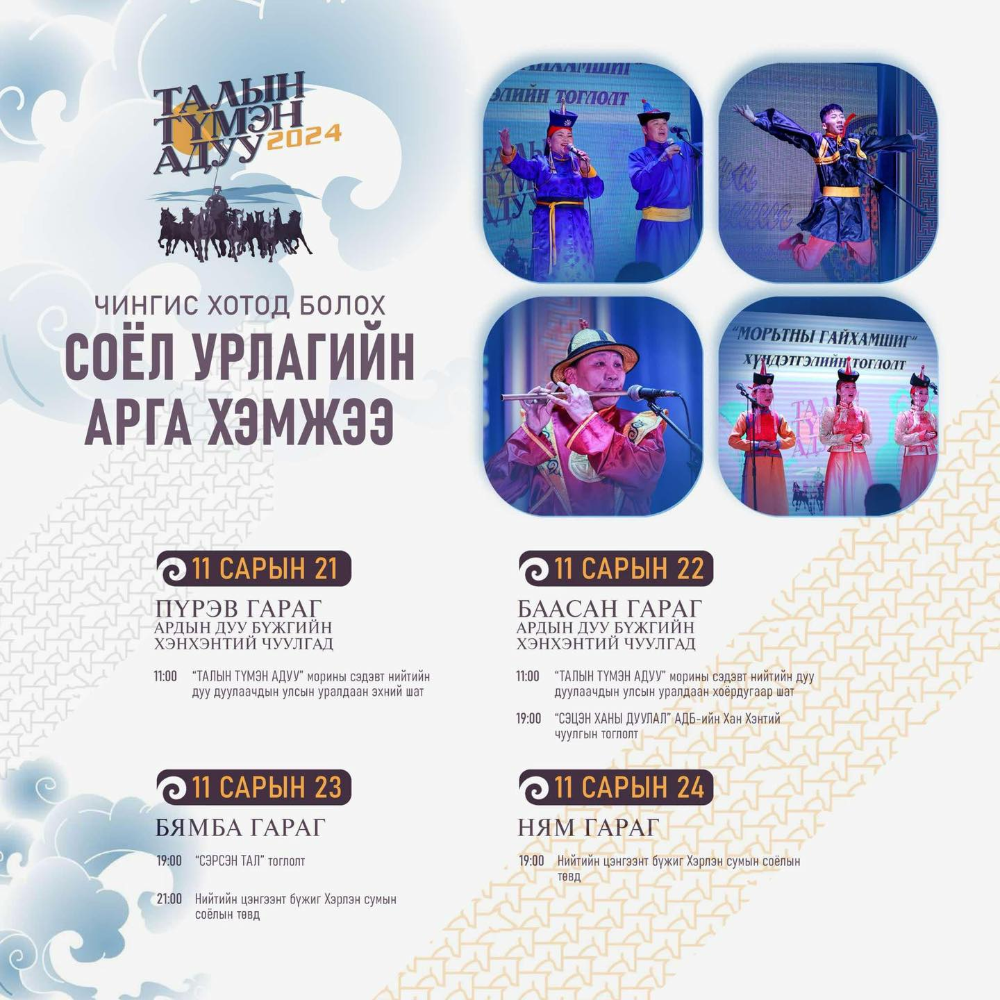 ТАЛЫН
ТҮМЭН
АДУУ 2024
ЧИНГИС ХОТОД БОЛОХ
СОЁЛ УРЛАГИЙН
АРГА ХЭМЖЭЭ
ГАЙХАМШИГ"
ТОГЛОЛТ
"МОРЬТНЫ ГАЙХАМШИГ"
ХҮНДЭТГЭЛИЙН ТОГЛОЛТ
11 САРЫН 21
ПҮРЭВ ГАРАГ
АРДЫН ДУУ БҮЖГИЙН
ХЭНХЭНТИЙ ЧУУЛГАД
11:00 "ТАЛЫН ТҮМЭН АДУУ" морины сэдэвт нийтийн
дуу дуулаачдын улсын уралдаан эхний шат
11 САРЫН 22
БААСАН ГАРАГ
АРДЫН ДУУ БҮЖГИЙН
ХЭНХЭНТИЙ ЧУУЛГАД
11:00 "ТАЛЫН ТҮМЭН АДУУ" морины сэдэвт нийтийн дуу
дуулаачдын улсын уралдаан хоёрдугаар шат
19:00 "СЭЦЭН ХАНЫ ДУУЛАЛ" АДБ-ийн Хан Хэнтий
чуулгын тоглолт
11 САРЫН 23
БЯМБА ГАРАГ
19:00 "СЭРСЭН ТАЛ" тоглолт
21:00 Нийтийн цэнгээнт бүжиг Хэрлэн сумын
соёлын төвд
11 САРЫН 24
НЯМ ГАРАГ
19:00 Нийтийн цэнгээнт бүжиг Хэрлэн сумын соёлын
төвд